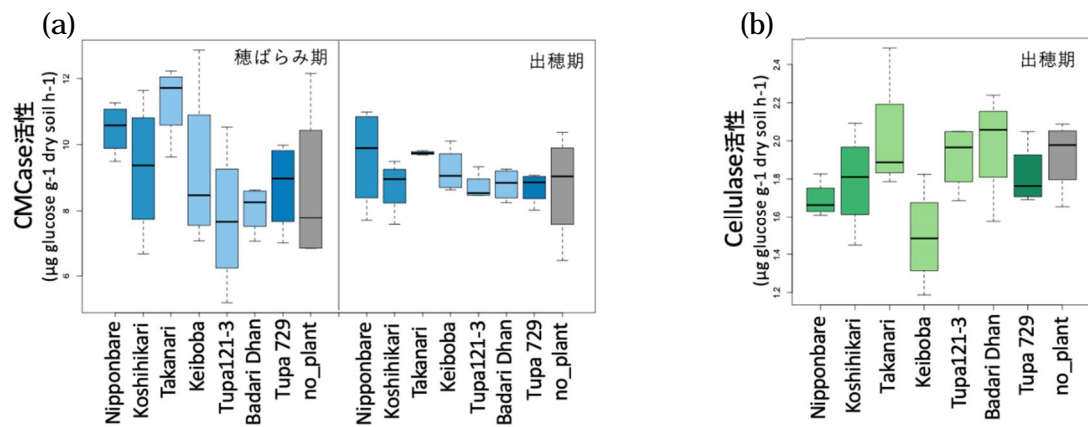 (a)
穂ばらみ期
出穂期
CMCase活性
(μg glucose g-1 dry soil h-1)
12
10
8
6
Nipponbare
Koshihikari
Takanari
Keiboba
Tupa121-3
Badari Dhan
Tupa 729
no_plant
Nipponbare
Koshihikari
Takanari
Keiboba
Tupa121-3
Badari Dhan
Tupa 729
no_plant
(b)
出穂期
Cellulase活性
(μg glucose g-1 dry soil h-1)
2.4
2.2
2.0
1.8
1.6
1.4
1.2
Nipponbare
Koshihikari
Takanari
Keiboba
Tupa121-3
Badari Dhan
Tupa 729
no_plant